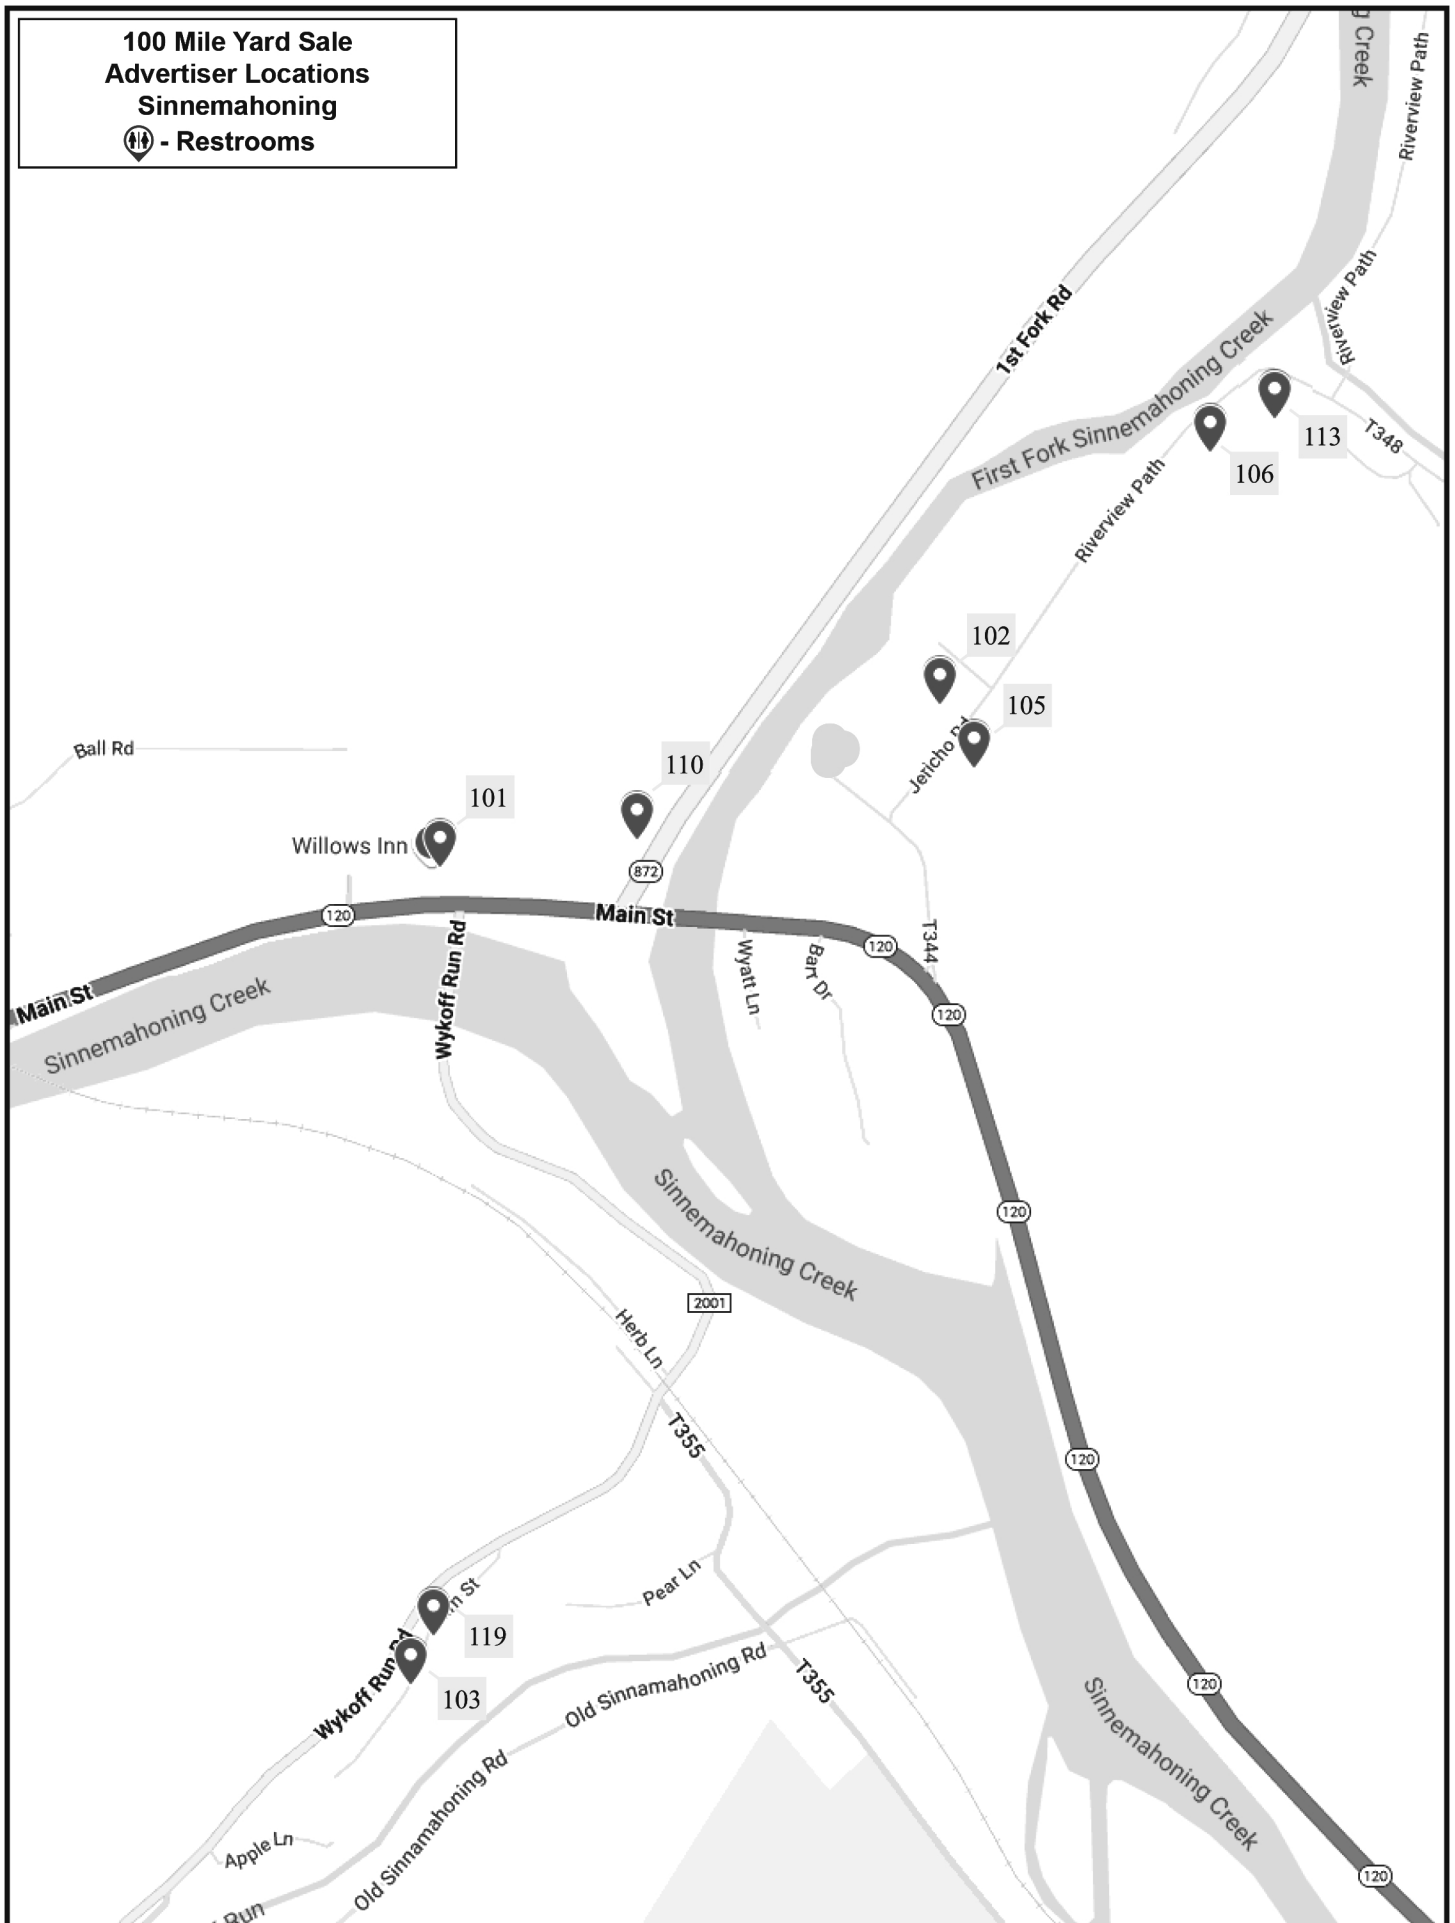 100 Mile Yard Sale
Advertiser Locations
Sinnemahoning
- Restrooms
g Creek
Riverview Path
1st Fork Rd
Riverview Path
First Fork Sinnemahoning Creek
113
T348
106
Riverview Path
102
105
Jericho Rd
Ball Rd
110
101
Willows Inn
872
120
Main St
Wykoff Run Rd
Wyatt Ln
Barr Dr
120
T344
Main St
Sinnemahoning Creek
120
Sinnemahoning Creek
120
2001
Herb Ln
T355
120
Pear Ln
n St
119
Wykoff Run Rd
103
Old Sinnamahoning Rd
T355
120
Sinnemahoning Creek
Old Sinnamahoning Rd
Apple Ln
120
Run